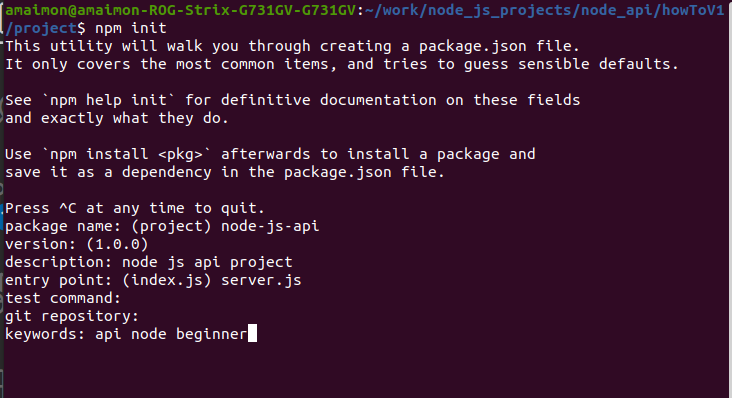 amaimon@amaimon-ROG-Strix-G731GV-G731GV:~/work/node_js_projects/node_api/howToV1
/project$ npm init
This utility will walk you through creating a package.json file.
It only covers the most common items, and tries to guess sensible defaults.
See `npm help init` for definitive documentation on these fields
and exactly what they do.
Use `npm install <pkg>` afterwards to install a package and
save it as a dependency in the package.json file.
Press ^C at any time to quit.
package name: (project) node-js-api
version: (1.0.0)
description: node js api project
entry point: (index.js) server.js
test command:
git repository:
keywords: api node beginner